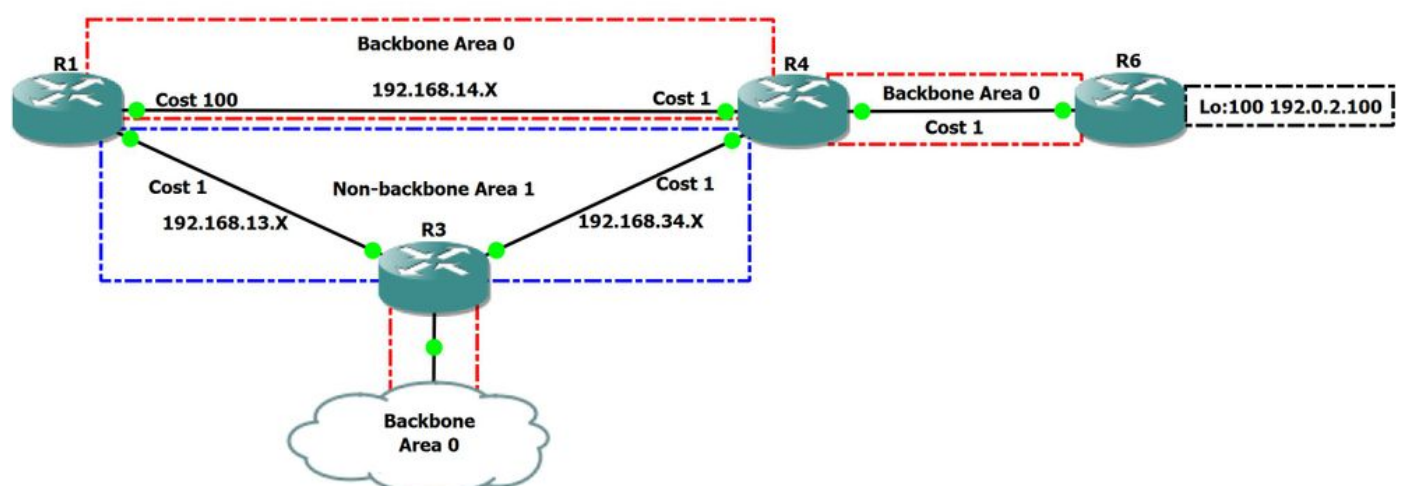 Backbone Area 0
R1
R4
R6
192.168.14.X
Cost 100
Cost 1
Backbone Area 0
Cost 1
Lo:100 192.0.2.100
Cost 1
Non-backbone Area 1
Cost 1
192.168.13.X
192.168.34.X
R3
Backbone
Area 0